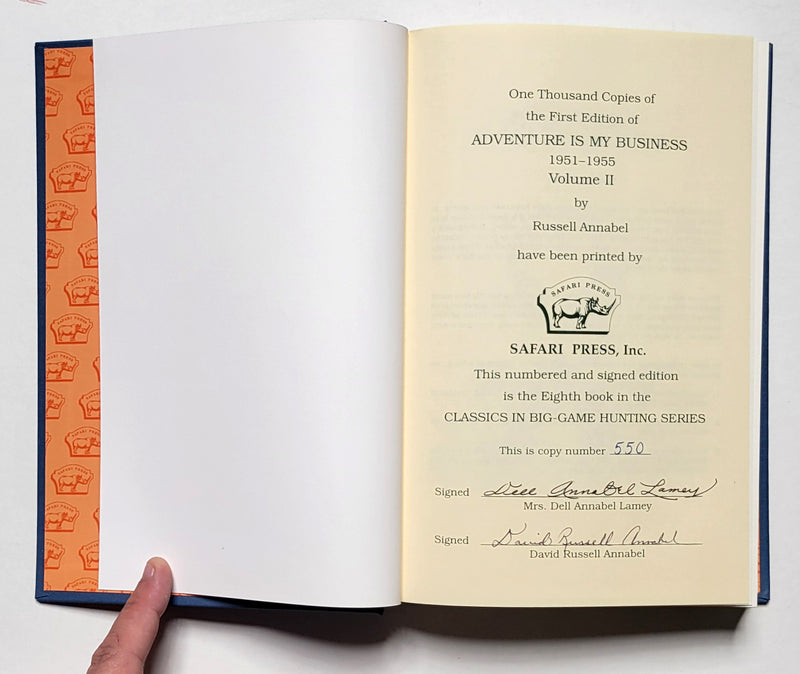 One Thousand Copies of
the First Edition of
ADVENTURE IS MY BUSINESS
1951–1955
Volume II
by
Russell Annabel
have been printed by
SAFARI PRESS
SAFARI PRESS, Inc.
This numbered and signed edition
is the Eighth book in the
CLASSICS IN BIG-GAME HUNTING SERIES
This is copy number 550
Signed Dell Annabel Lamey
Mrs. Dell Annabel Lamey
Signed David Russell Annabel
David Russell Annabel